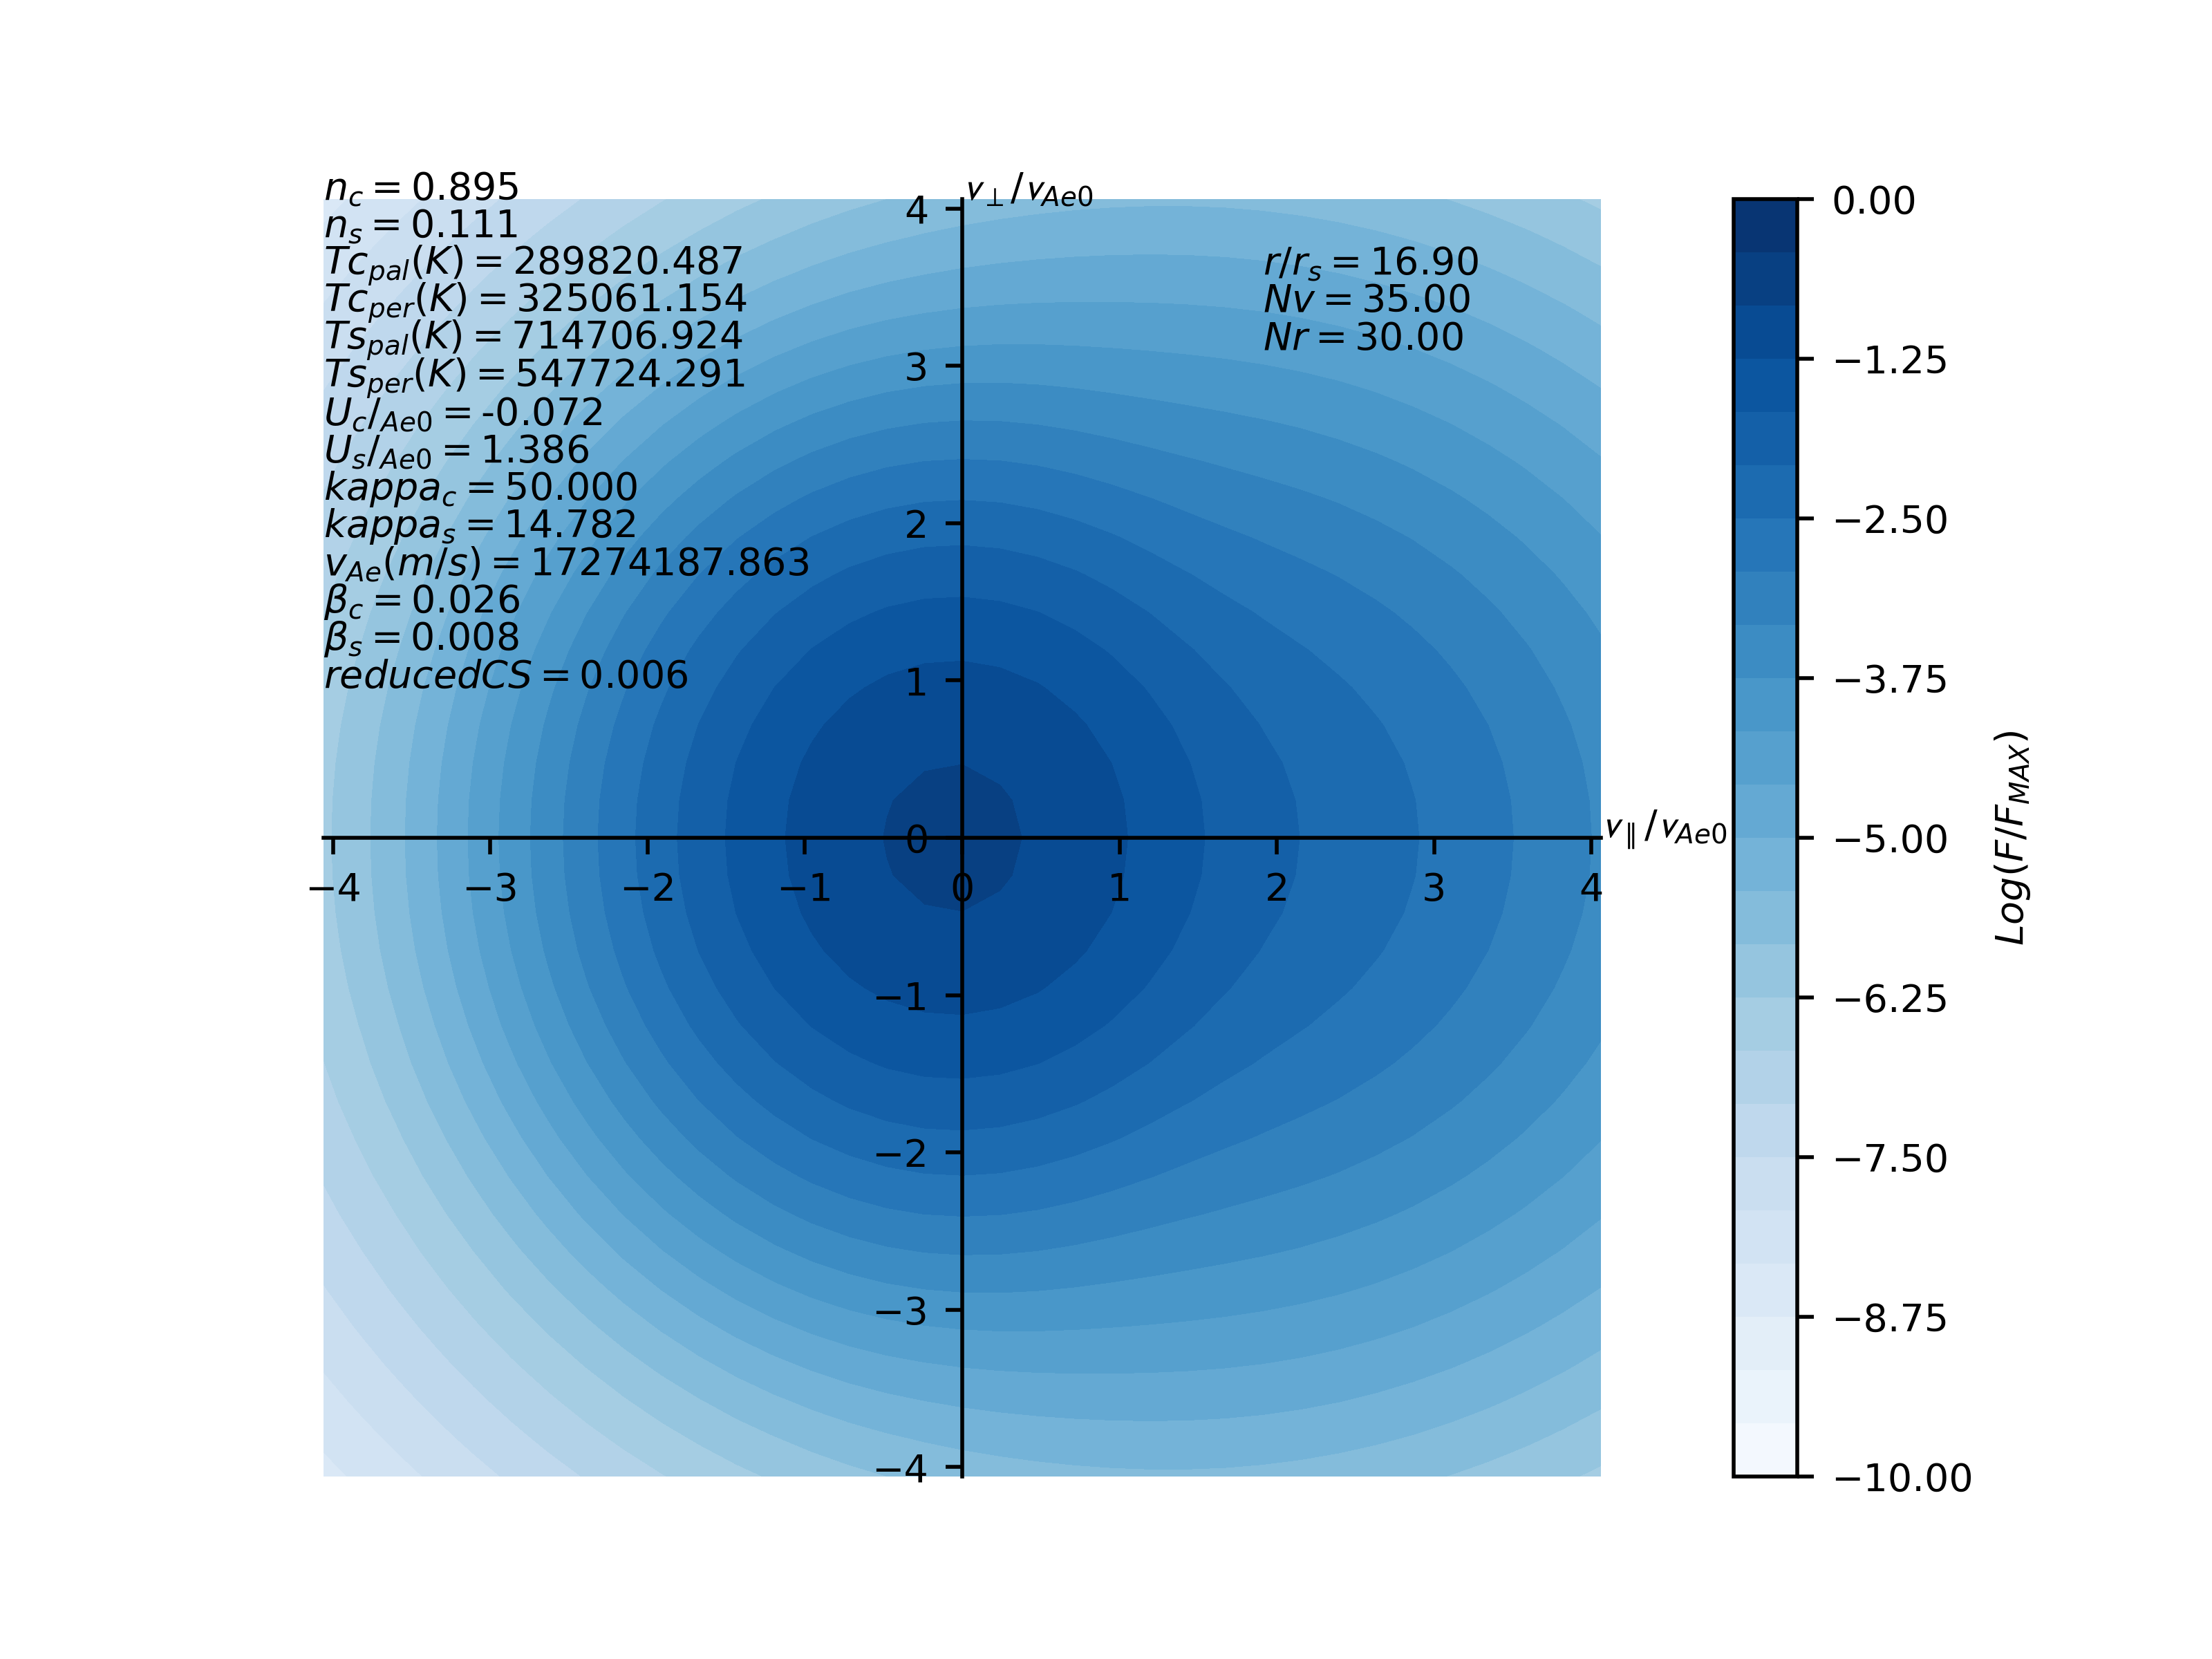 n_c = 0.895
n_s = 0.111
Tc_pal(K) = 289820.487
Tc_per(K) = 325061.154
Ts_pal(K) = 714706.924
Ts_per(K) = 547724.291
U_c/_Ae0 = -0.072
U_s/_Ae0 = 1.386
kappa_c = 50.000
kappa_s = 14.782
v_Ae(m/s) = 17274187.863
β_c = 0.026
β_s = 0.008
reducedCS = 0.006
v_⊥/v_Ae0
r/r_s = 16.90
Nv = 35.00
Nr = 30.00
4
3
2
1
0
−1
−2
−3
−4
−4 −3 −2 −1 0 1 2 3 4
v_∥/v_Ae0
0.00
−1.25
−2.50
−3.75
−5.00
−6.25
−7.50
−8.75
−10.00
Log(F/F_MAX)